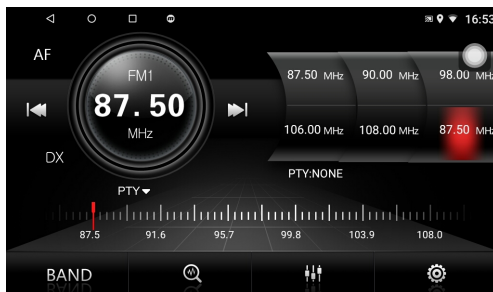 16:53
AF
FM1
87.50
MHz
DX
87.50 MHz 90.00 MHz 98.00 MHz
106.00 MHz 108.00 MHz 87.50 MHz
PTY:NONE
PTY
87.5 91.6 95.7 99.8 103.9 108.0
BAND